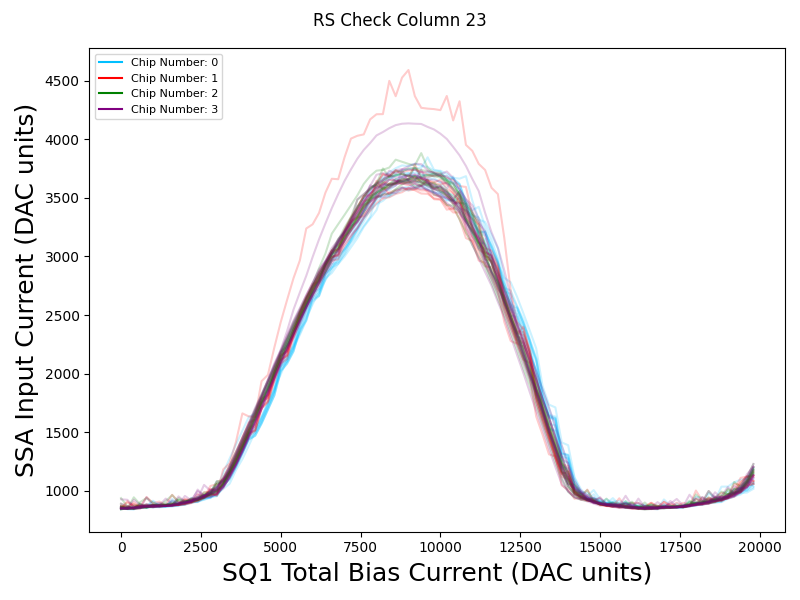 RS Check Column 23
Chip Number: 0
Chip Number: 1
Chip Number: 2
Chip Number: 3
SSA Input Current (DAC units)
4500
4000
3500
3000
2500
2000
1500
1000
0 2500 5000 7500 10000 12500 15000 17500 20000
SQ1 Total Bias Current (DAC units)